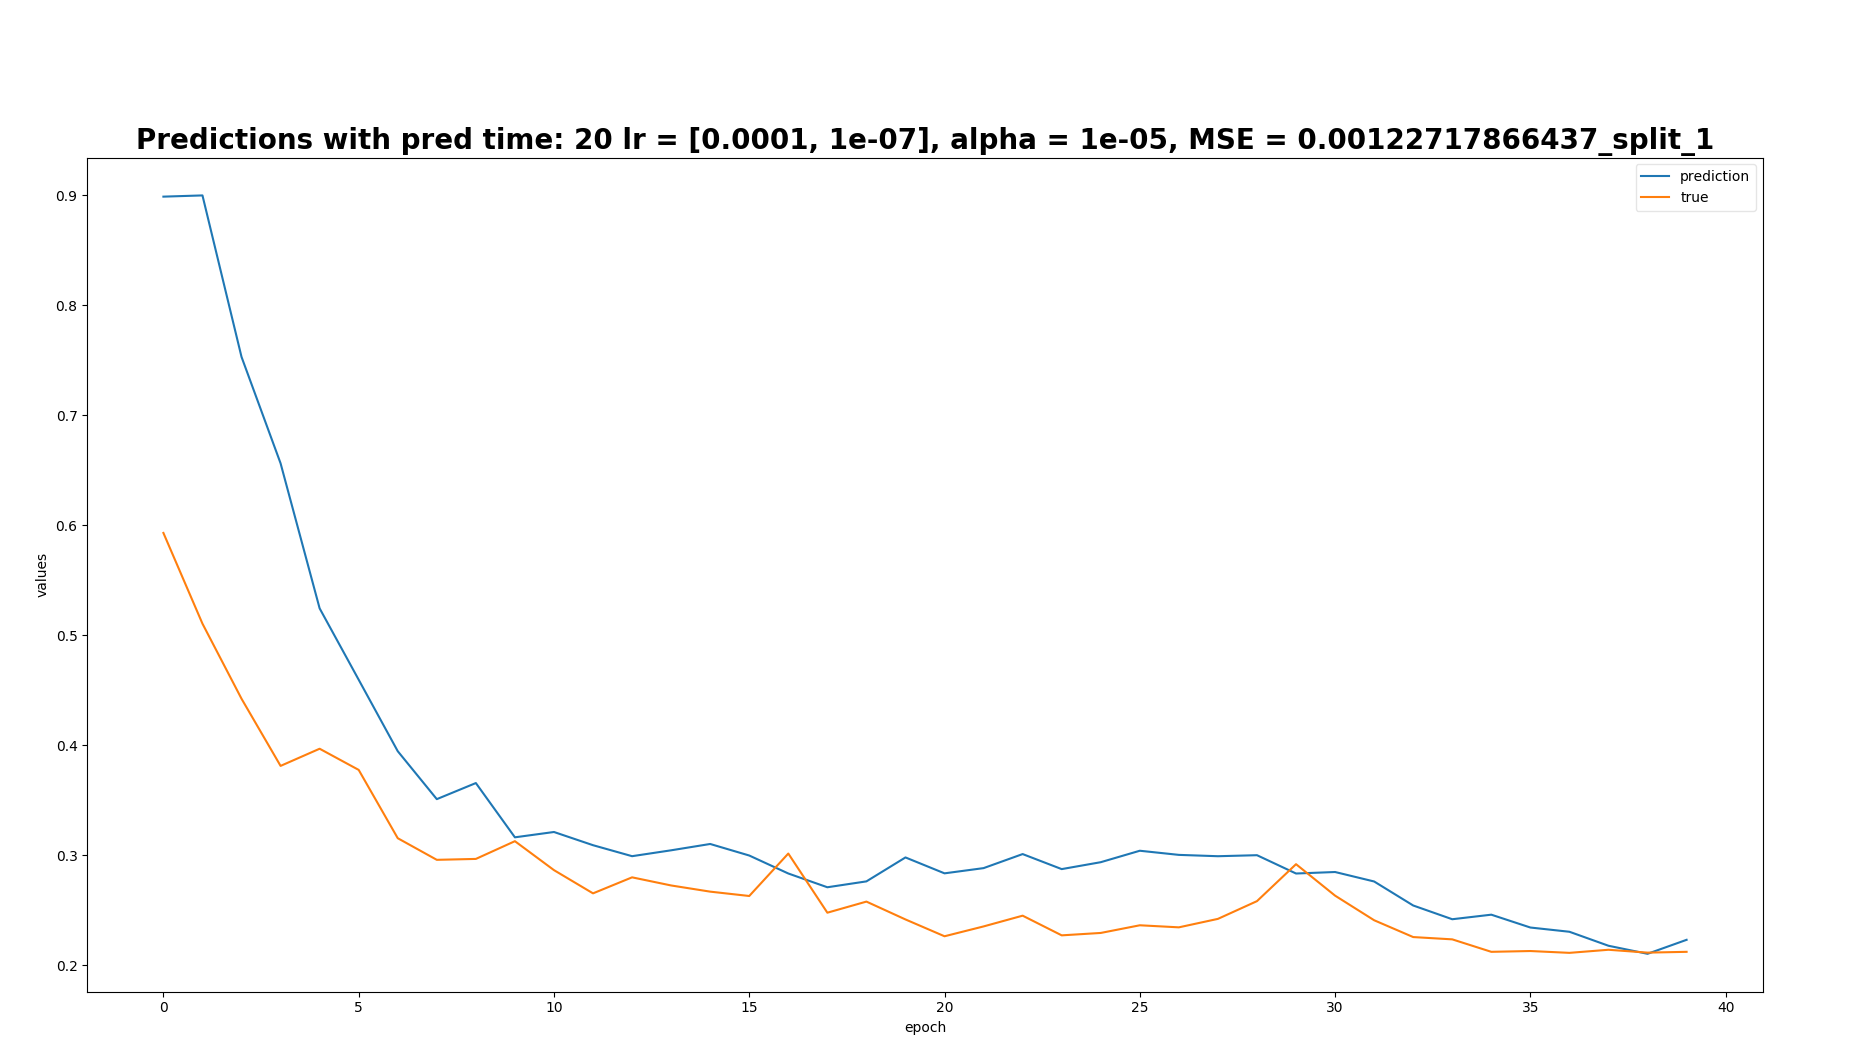 Predictions with pred time: 20 lr = [0.0001, 1e-07], alpha = 1e-05, MSE = 0.00122717866437_split_1
prediction
true
values
0.9
0.8
0.7
0.6
0.5
0.4
0.3
0.2
0 5 10 15 20 25 30 35 40
epoch